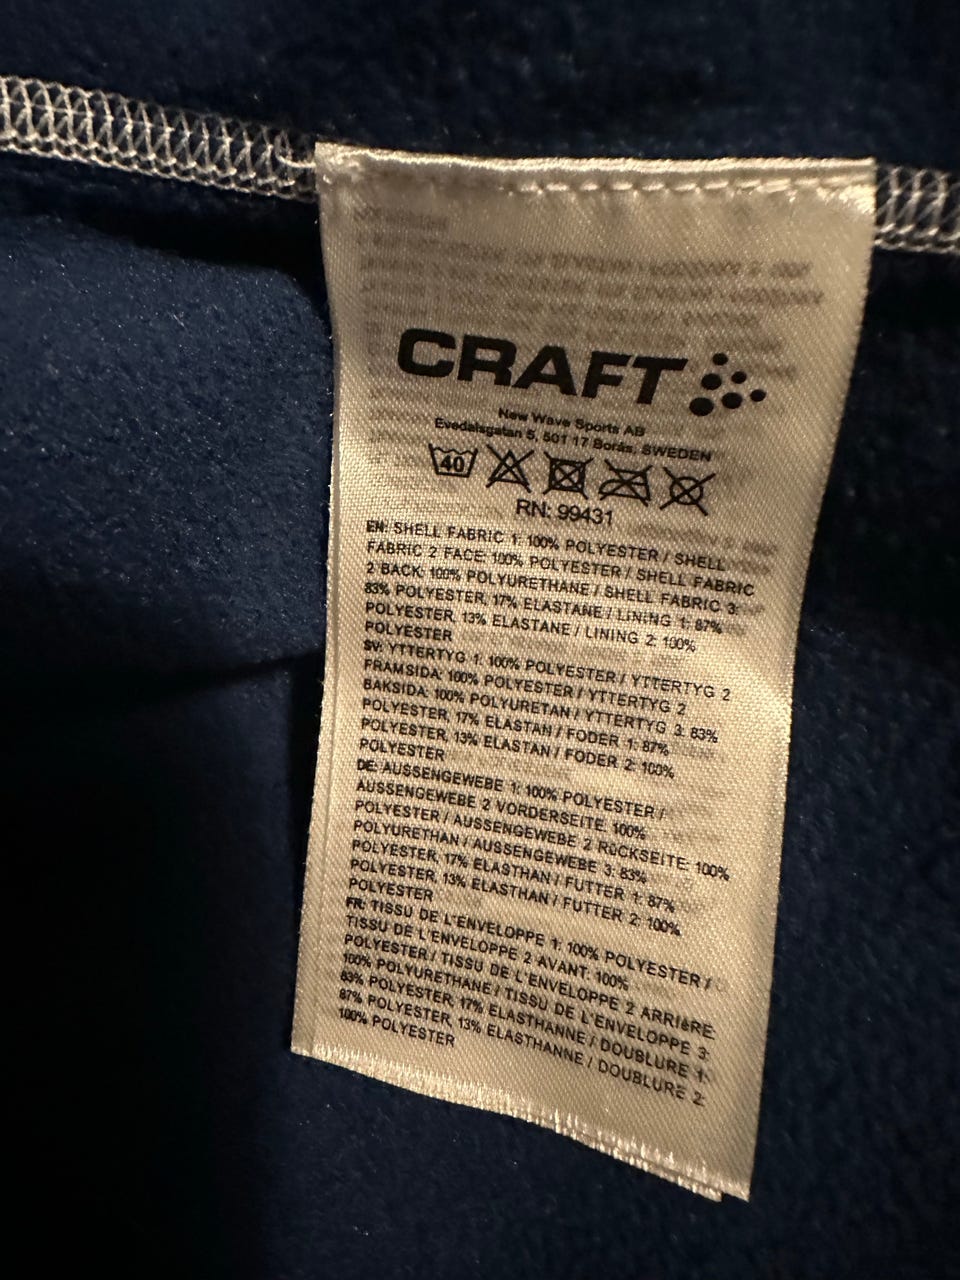 CRAFT
New Wave Sports AB
Evedalsgatan 5, 501 17 Borås, SWEDEN
40
RN: 99431
EN: SHELL FABRIC 1: 100% POLYESTER / SHELL
FABRIC 2 FACE: 100% POLYESTER / SHELL FABRIC
2 BACK: 100% POLYURETHANE / SHELL FABRIC 3:
83% POLYESTER, 17% ELASTANE / LINING 1: 87%
POLYESTER, 13% ELASTANE / LINING 2: 100%
POLYESTER
SV: YTTERTYG 1: 100% POLYESTER / YTTERTYG 2
FRAMSIDA: 100% POLYESTER / YTTERTYG 2
BAKSIDA: 100% POLYURETAN / YTTERTYG 3: 83%
POLYESTER, 17% ELASTAN / FODER 1: 87%
POLYESTER, 13% ELASTAN / FODER 2: 100%
POLYESTER
DE: AUSSENGEWEBE 1: 100% POLYESTER /
AUSSENGEWEBE 2 VORDERSEITE: 100%
POLYESTER / AUSSENGEWEBE 2 RüCKSEITE: 100%
POLYURETHAN / AUSSENGEWEBE 3: 83%
POLYESTER, 17% ELASTHAN / FUTTER 1: 87%
POLYESTER, 13% ELASTHAN / FUTTER 2: 100%
POLYESTER
FR: TISSU DE L'ENVELOPPE 1: 100% POLYESTER /
TISSU DE L'ENVELOPPE 2 AVANT: 100%
POLYESTER / TISSU DE L'ENVELOPPE 2 ARRIèRE:
100% POLYURETHANE / TISSU DE L'ENVELOPPE 3:
83% POLYESTER, 17% ELASTHANNE / DOUBLURE 1:
87% POLYESTER, 13% ELASTHANNE / DOUBLURE 2:
100% POLYESTER